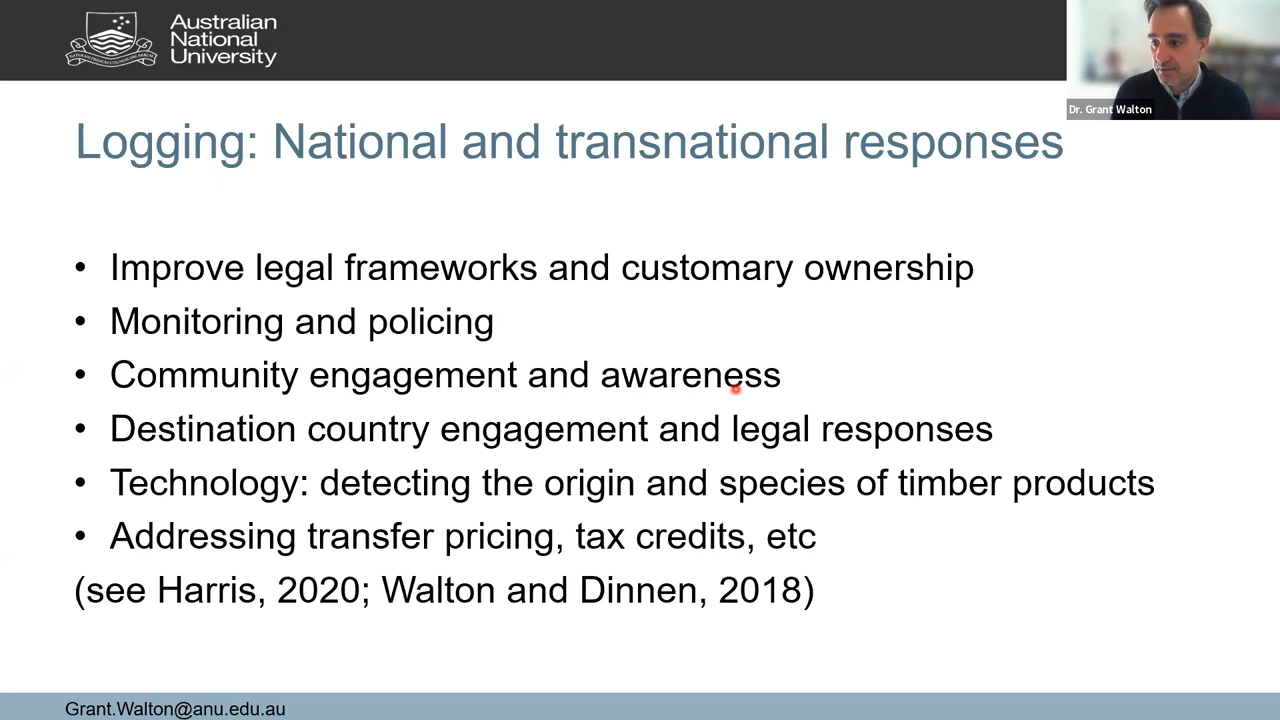 Australian
National
University
Dr. Grant Walton
Logging: National and transnational responses
• Improve legal frameworks and customary ownership
• Monitoring and policing
• Community engagement and awareness
• Destination country engagement and legal responses
• Technology: detecting the origin and species of timber products
• Addressing transfer pricing, tax credits, etc
(see Harris, 2020; Walton and Dinnen, 2018)
Grant.Walton@anu.edu.au